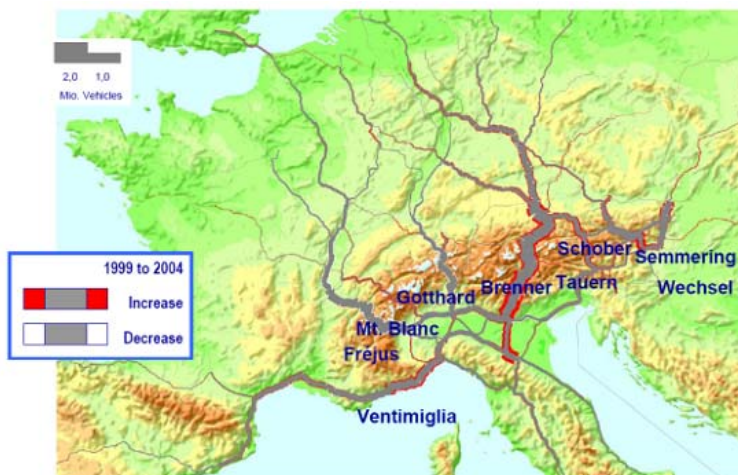 2,0 1,0
Mio. Vehicles
1999 to 2004
Increase
Decrease
Schober
Semmering
Gotthard
Brenner
Tauern
Wechsel
Mt. Blanc
Fréjus
Ventimiglia